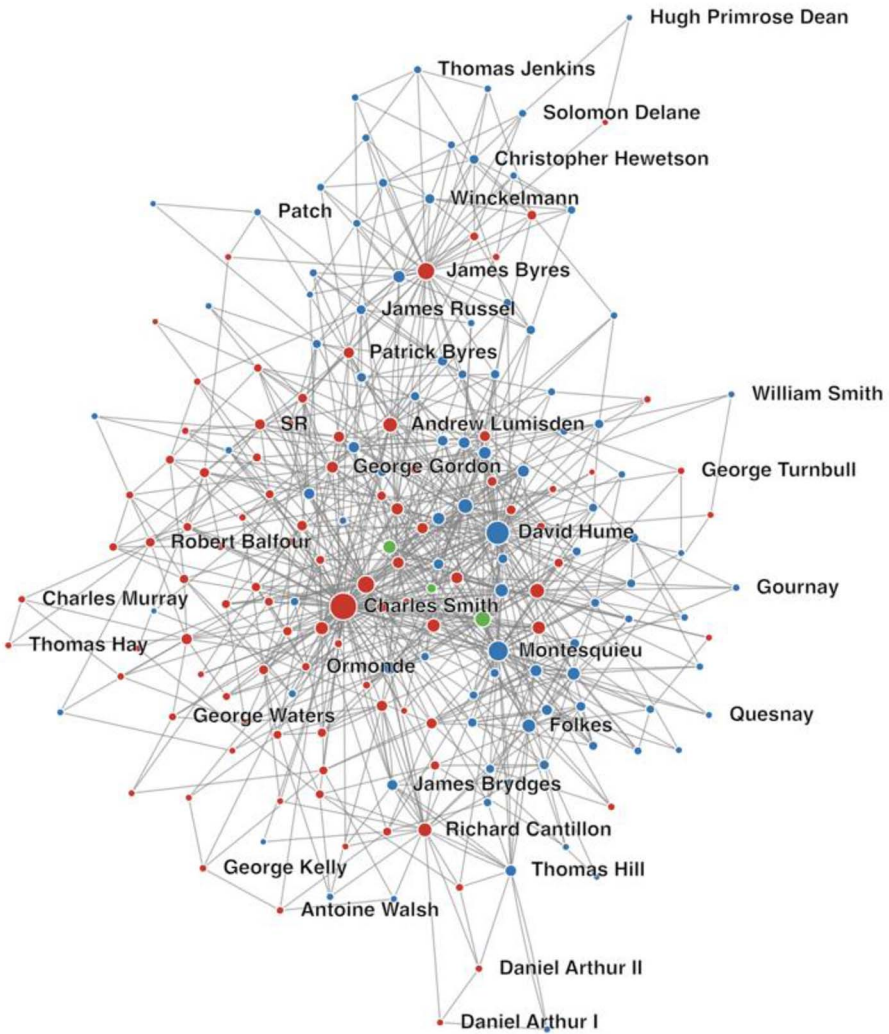 Hugh Primrose Dean
Thomas Jenkins
Solomon Delane
Christopher Hewetson
Winckelmann
Patch
James Byres
James Russel
Patrick Byres
William Smith
SR
Andrew Lumisden
George Gordon
George Turnbull
David Hume
Robert Balfour
Gournay
Charles Murray
Charles Smith
Thomas Hay
Montesquieu
Ormonde
George Waters
Quesnay
Folkes
James Brydges
Richard Cantillon
George Kelly
Thomas Hill
Antoine Walsh
Daniel Arthur II
Daniel Arthur I